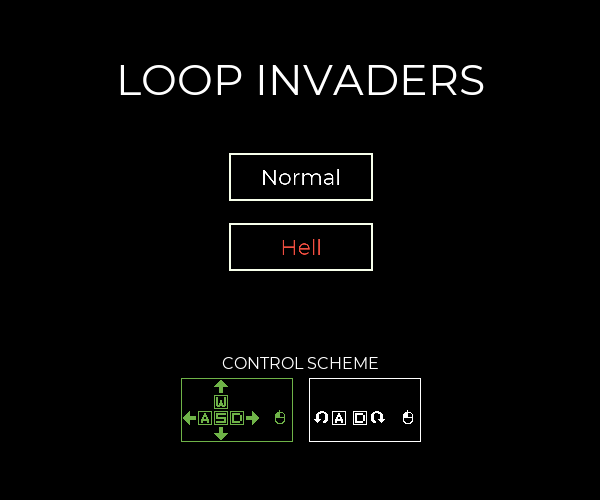 LOOP INVADERS
Normal
Hell
CONTROL SCHEME
W
A S D A D